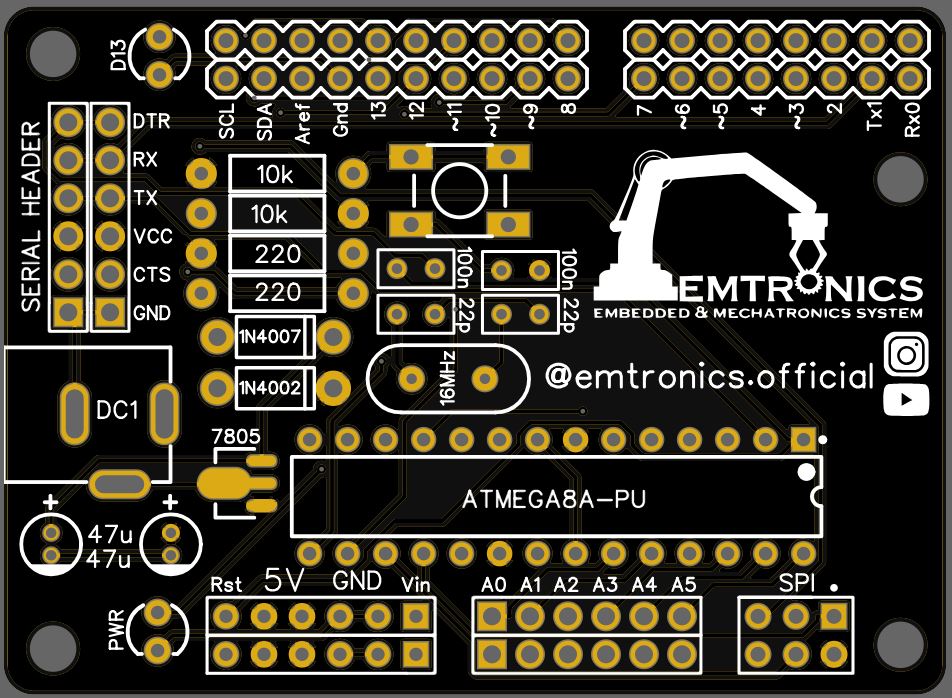 D13
SCL SDA Aref Gnd 13 12 ~11 ~10 ~9 8
7 ~6 ~5 4 ~3 2 Tx1 Rx0
SERIAL HEADER
DTR
RX
TX
VCC
CTS
GND
10k
10k
220
220
100n 100n
22p 22p
1N4007
1N4002
16MHz
EMTRONICS
EMBEDDED & MECHATRONICS SYSTEM
@emtronics.official
DC1
7805
ATMEGA8A-PU
+ +
47u
47u
PWR
Rst 5V GND Vin
A0 A1 A2 A3 A4 A5
SPI